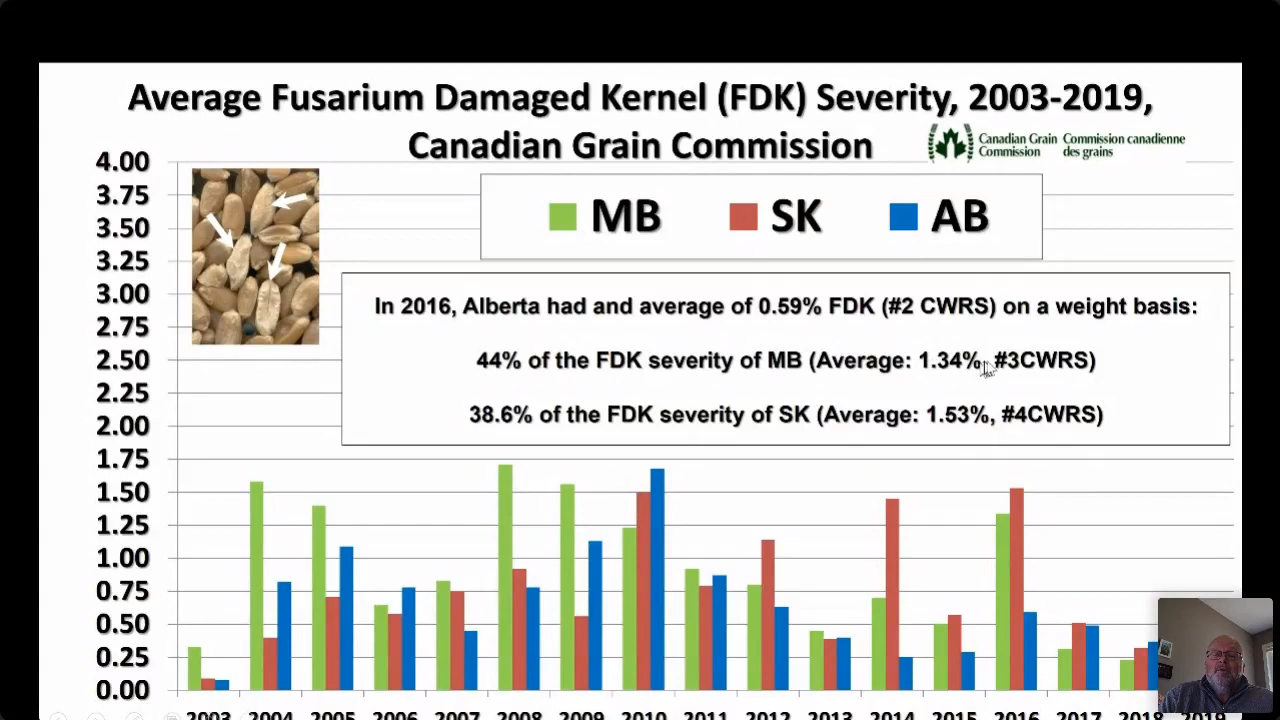 Average Fusarium Damaged Kernel (FDK) Severity, 2003-2019,
Canadian Grain Commission
Canadian Grain Commission canadienne
Commission des grains
4.00
3.75
3.50
3.25
3.00
2.75
2.50
2.25
2.00
1.75
1.50
1.25
1.00
0.75
0.50
0.25
0.00
MB SK AB
In 2016, Alberta had and average of 0.59% FDK (#2 CWRS) on a weight basis:
44% of the FDK severity of MB (Average: 1.34%, #3CWRS)
38.6% of the FDK severity of SK (Average: 1.53%, #4CWRS)
2003 2004 2005 2006 2007 2008 2009 2010 2011 2012 2013 2014 2015 2016 2017 2018 2019